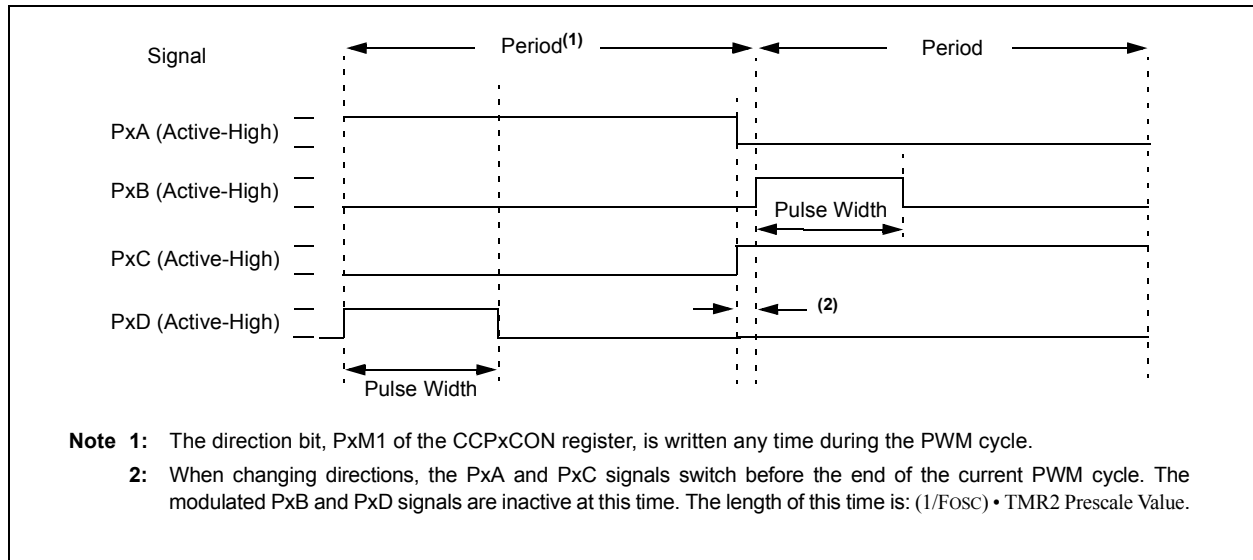 Signal
Period(1)
Period
PxA (Active-High)
PxB (Active-High)
Pulse Width
PxC (Active-High)
(2)
PxD (Active-High)
Pulse Width
Note 1: The direction bit, PxM1 of the CCPxCON register, is written any time during the PWM cycle.
2: When changing directions, the PxA and PxC signals switch before the end of the current PWM cycle. The
modulated PxB and PxD signals are inactive at this time. The length of this time is: (1/FOSC) • TMR2 Prescale Value.